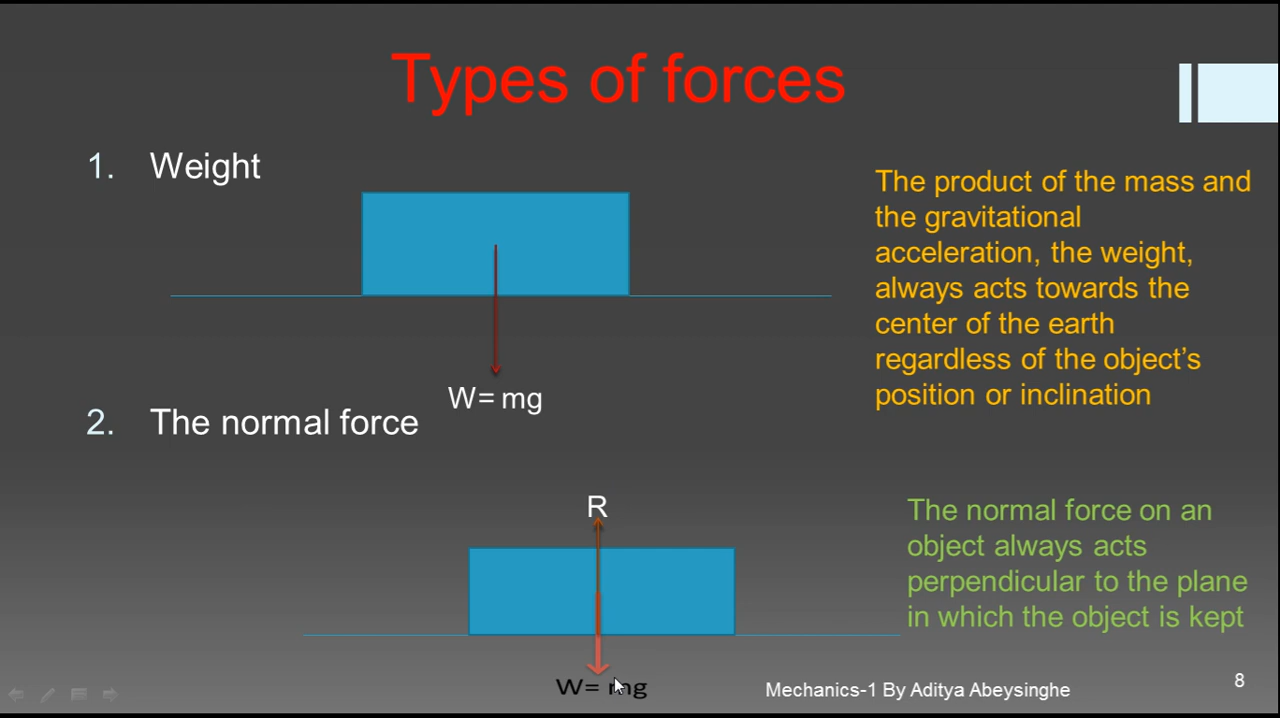 Types of forces
1. Weight
The product of the mass and
the gravitational
acceleration, the weight,
always acts towards the
center of the earth
regardless of the object’s
position or inclination
W= mg
2. The normal force
R
The normal force on an
object always acts
perpendicular to the plane
in which the object is kept
W= mg
Mechanics-1 By Aditya Abeysinghe
8